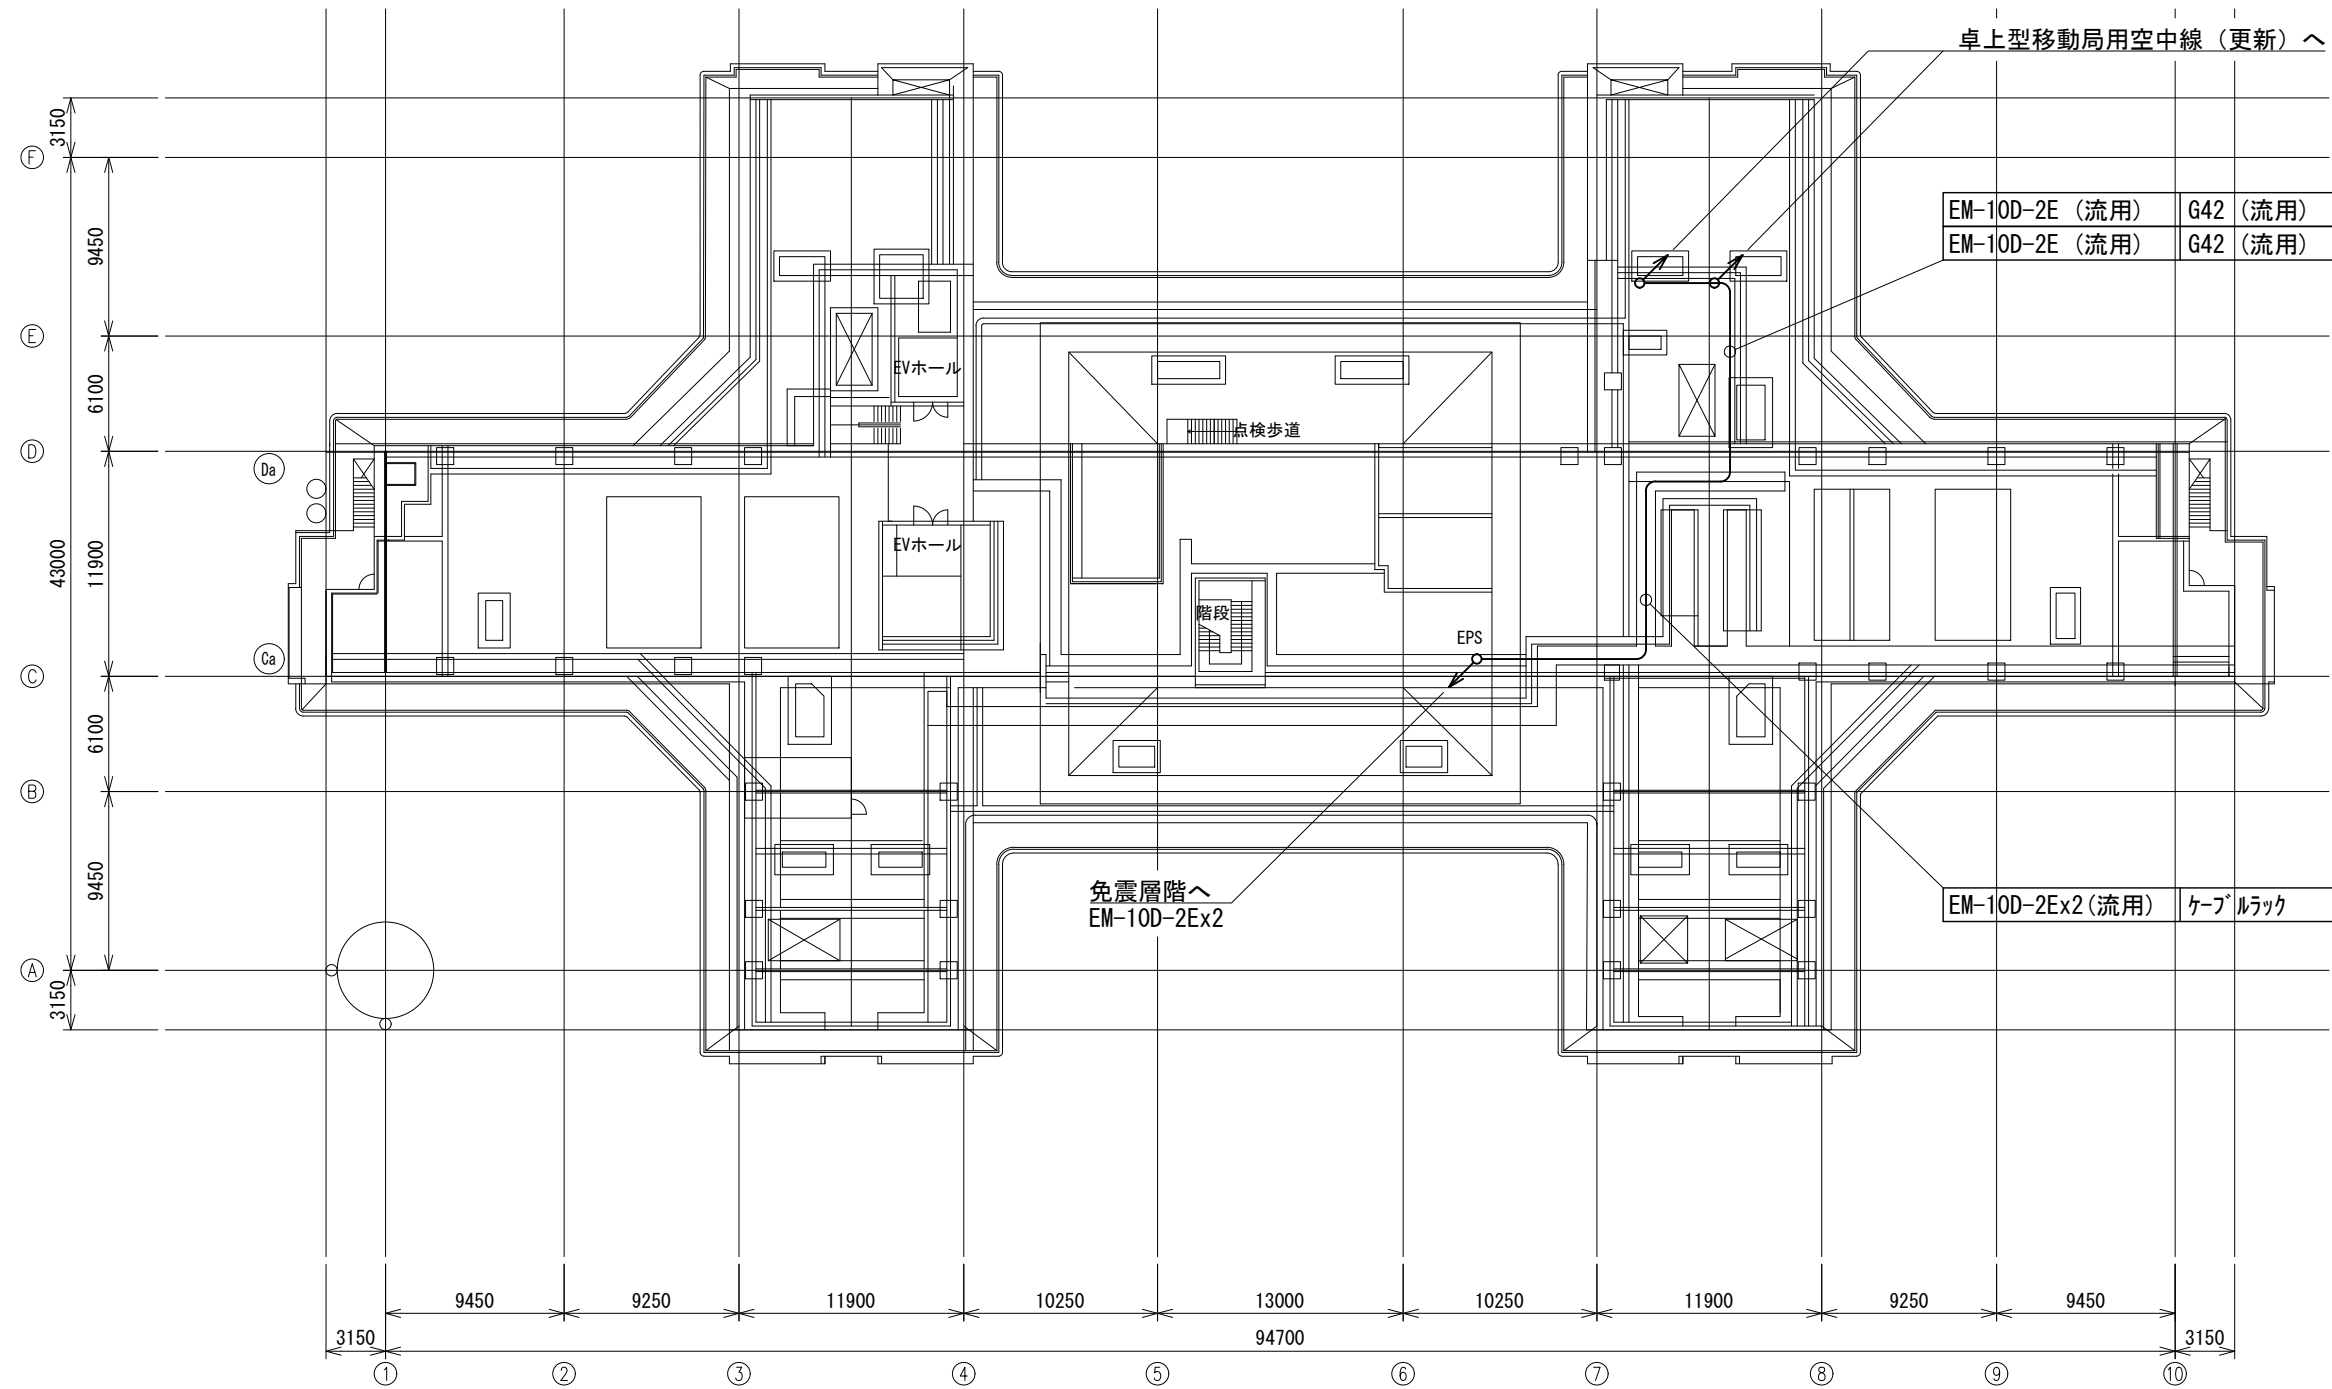 卓上型移動局用空中線（更新）へ
3150
F
EM-10D-2E（流用） G42（流用）
EM-10D-2E（流用） G42（流用）
9450
E
EVホール
6100
点検歩道
D
Da
43000
11900
EVホール
階段
EPS
Ca
C
6100
B
9450
免震層階へ
EM-10D-2Ex2
EM-10D-2Ex2(流用) ｹｰﾌﾞﾙﾗｯｸ
A
3150
9450 9250 11900 10250 13000 10250 11900 9250 9450
3150 94700 3150
1 2 3 4 5 6 7 8 9 10